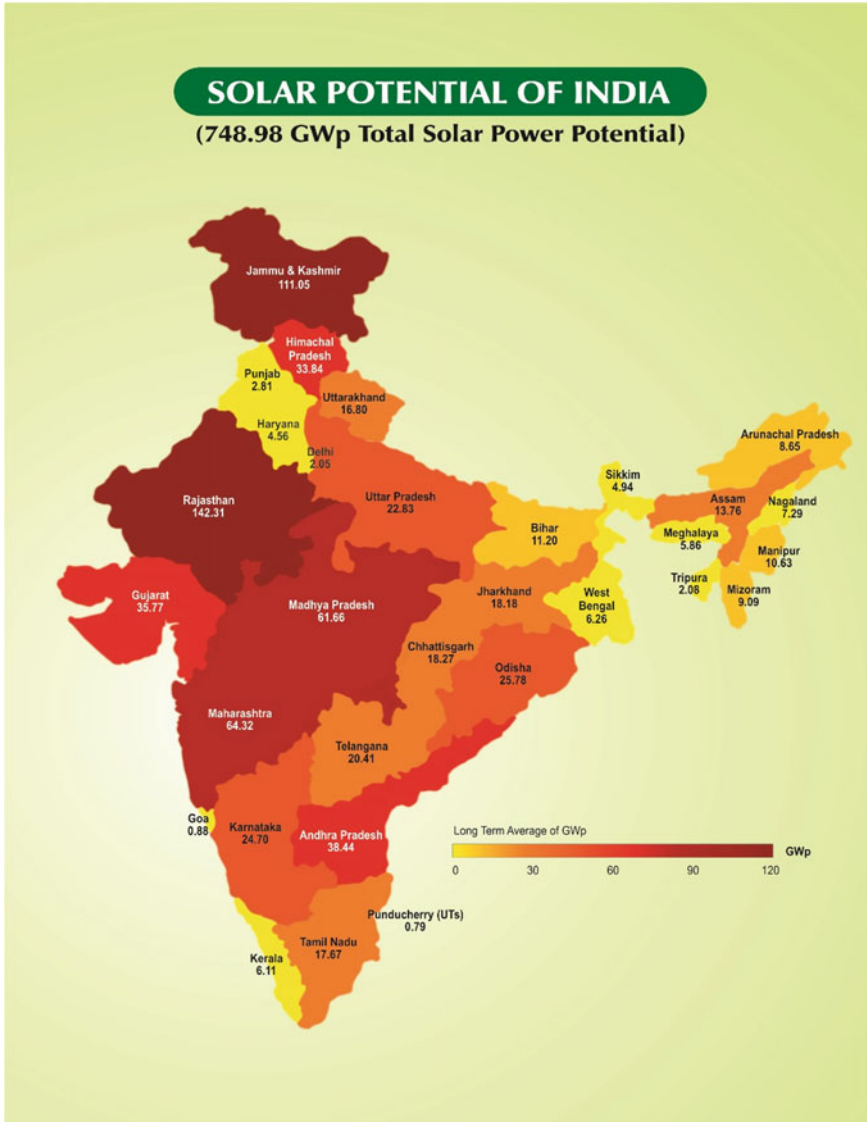 SOLAR POTENTIAL OF INDIA
(748.98 GWp Total Solar Power Potential)
Jammu & Kashmir
111.05
Himachal
Pradesh
33.84
Punjab
2.81
Uttarakhand
16.80
Haryana
4.56
Delhi
2.05
Arunachal Pradesh
8.65
Sikkim
4.94
Rajasthan
142.31
Uttar Pradesh
22.83
Assam
13.76
Nagaland
7.29
Bihar
11.20
Meghalaya
5.86
Manipur
10.63
Tripura
2.08
Mizoram
9.09
Gujarat
35.77
Madhya Pradesh
61.66
Jharkhand
18.18
West
Bengal
6.26
Chhattisgarh
18.27
Odisha
25.78
Maharashtra
64.32
Telangana
20.41
Goa
0.88
Karnataka
24.70
Andhra Pradesh
38.44
Long Term Average of GWp
GWp
0 30 60 90 120
Punducherry (UTs)
0.79
Tamil Nadu
17.67
Kerala
6.11